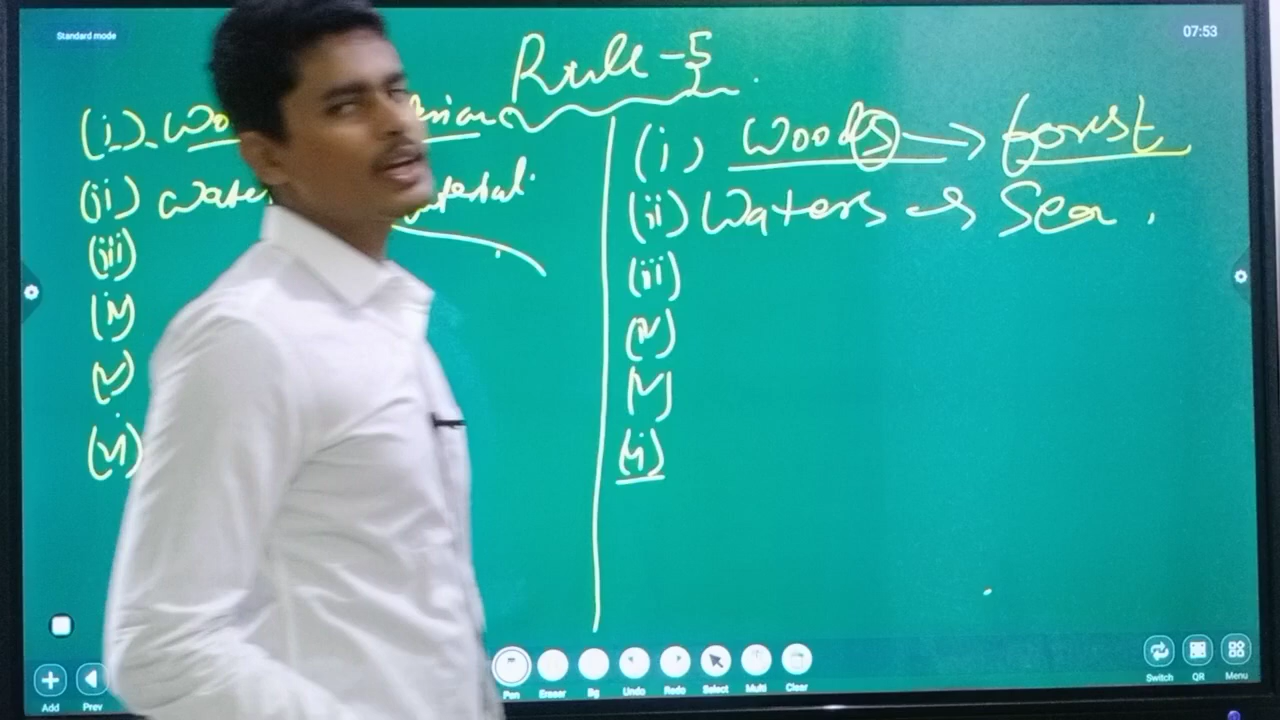 Standard mode
07:53
Rule-5
(i)
(ii)
(iii)
(iv)
(v)
(vi)
(i) Woods → forest
(ii) Waters → Sea.
(iii)
(iv)
(v)
(vi)
Add Prev Pen Eraser Bg Undo Redo Select Multi Clear Switch QR Menu